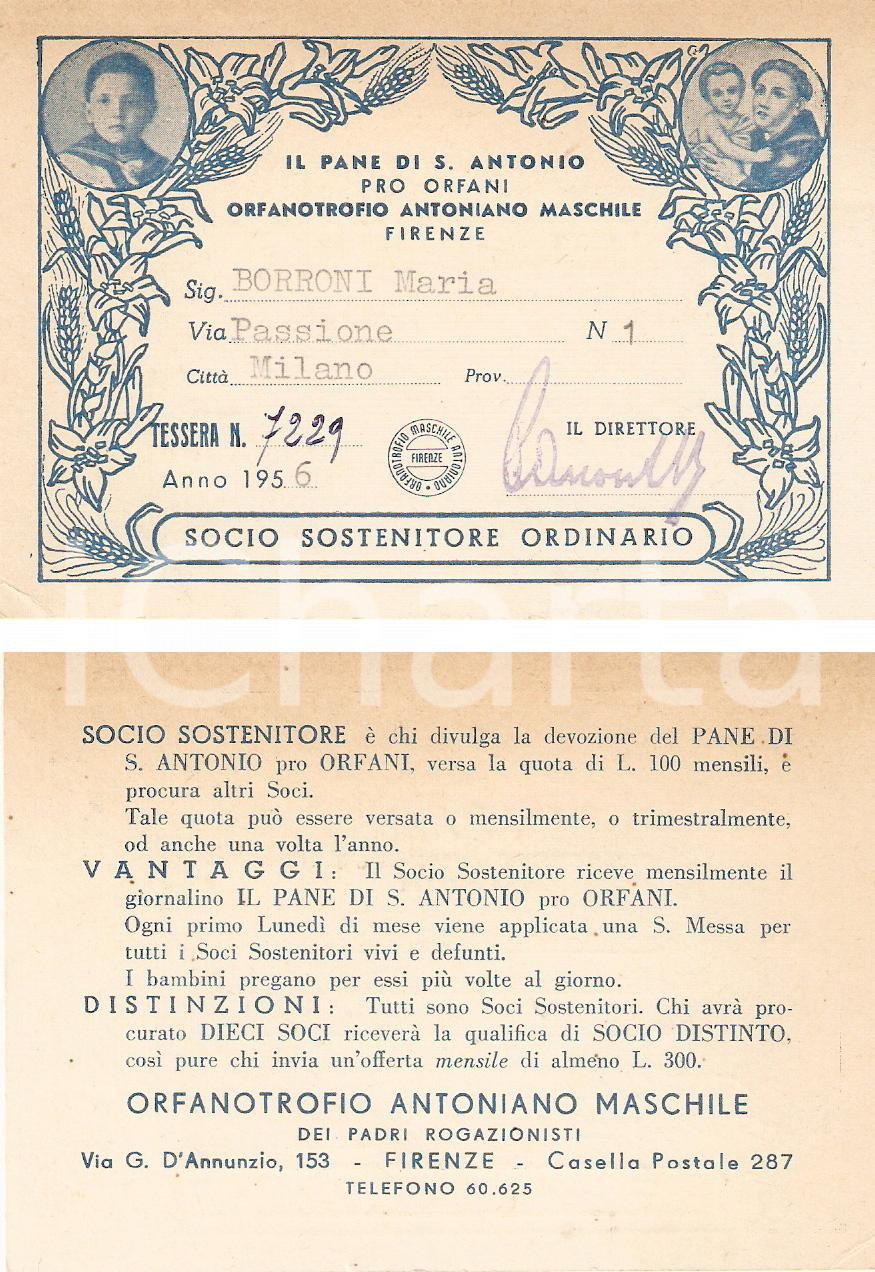 IL PANE DI S. ANTONIO
PRO ORFANI
ORFANOTROFIO ANTONIANO MASCHILE
FIRENZE
Sig. BORRONI Maria
Via Passione N 1
Città Milano Prov.
TESSERA N. 7229
IL DIRETTORE
Anno 1956
ORFANOTROFIO MASCHILE ANTONIANO
FIRENZE
SOCIO SOSTENITORE ORDINARIO
iCharta
SOCIO SOSTENITORE è chi divulga la devozione del PANE DI
S. ANTONIO pro ORFANI, versa la quota di L. 100 mensili, e
procura altri Soci.
Tale quota può essere versata o mensilmente, o trimestralmente,
od anche una volta l'anno.
VANTAGGI: Il Socio Sostenitore riceve mensilmente il
giornalino IL PANE DI S. ANTONIO pro ORFANI.
Ogni primo Lunedì di mese viene applicata una S. Messa per
tutti i Soci Sostenitori vivi e defunti.
I bambini pregano per essi più volte al giorno.
DISTINZIONI: Tutti sono Soci Sostenitori. Chi avrà pro-
curato DIECI SOCI riceverà la qualifica di SOCIO DISTINTO,
così pure chi invia un'offerta mensile di almeno L. 300.
ORFANOTROFIO ANTONIANO MASCHILE
DEI PADRI ROGAZIONISTI
Via G. D'Annunzio, 153 - FIRENZE - Casella Postale 287
TELEFONO 60.625